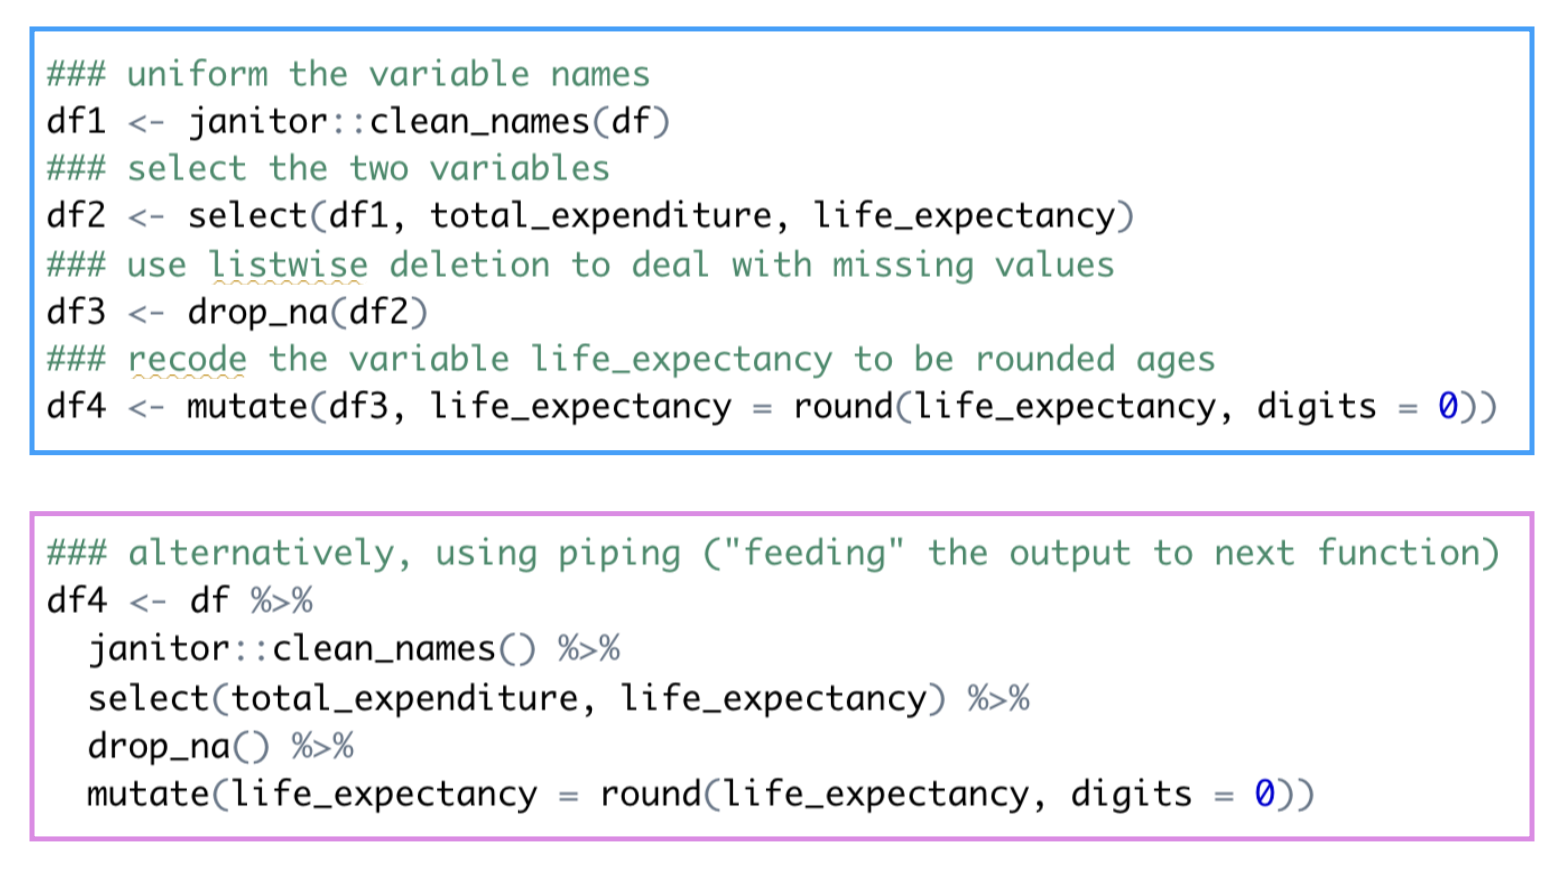 ### uniform the variable names
df1 <- janitor::clean_names(df)
### select the two variables
df2 <- select(df1, total_expenditure, life_expectancy)
### use listwise deletion to deal with missing values
df3 <- drop_na(df2)
### recode the variable life_expectancy to be rounded ages
df4 <- mutate(df3, life_expectancy = round(life_expectancy, digits = 0))
### alternatively, using piping ("feeding" the output to next function)
df4 <- df %>%
  janitor::clean_names() %>%
  select(total_expenditure, life_expectancy) %>%
  drop_na() %>%
  mutate(life_expectancy = round(life_expectancy, digits = 0))